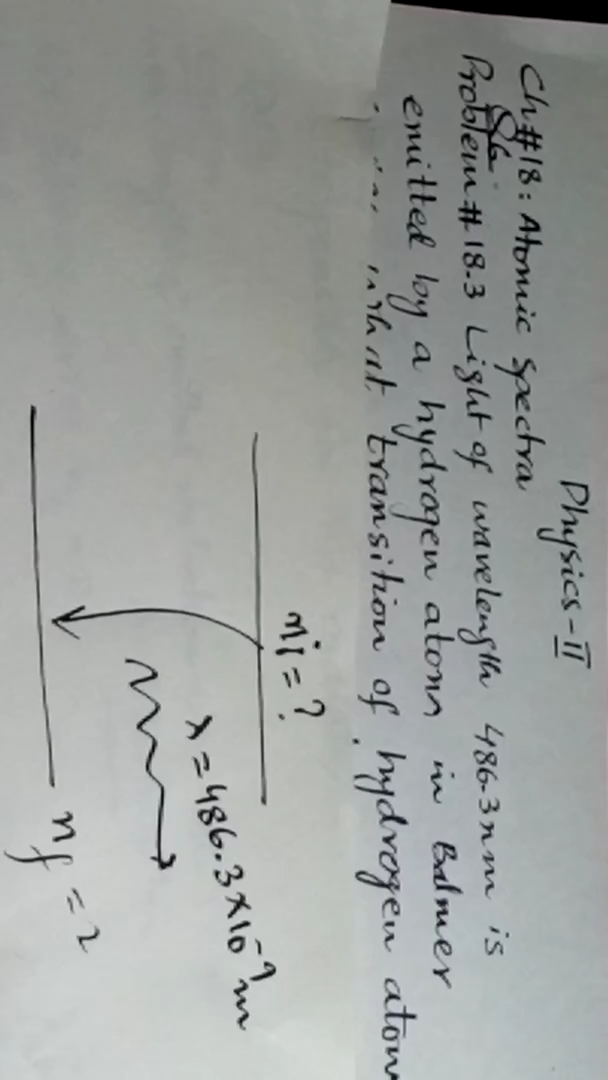 Physics-II
Ch#18: Atomic Spectra
Problem# 18.3 Light of wavelength 486.3nm is
emitted by a hydrogen atom in Balmer
what transition of hydrogen atom
ni = ?
λ = 486.3×10⁻⁹ m
nf = 2